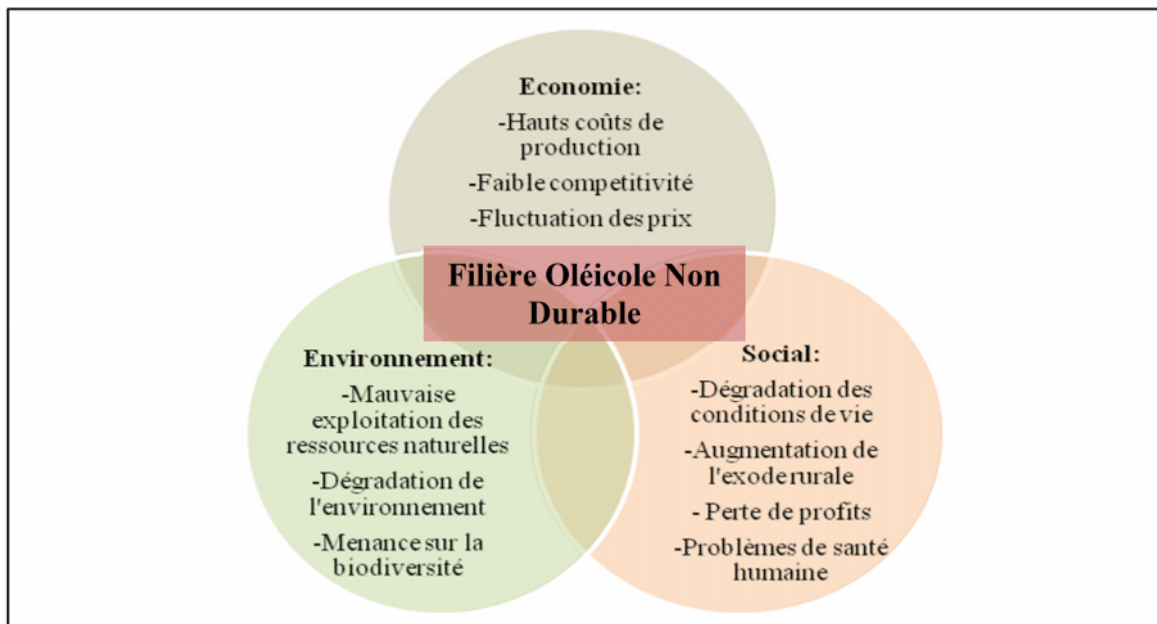 Economie:
-Hauts coûts de
production
-Faible competitivité
-Fluctuation des prix
Filière Oléicole Non
Durable
Environnement:
-Mauvaise
exploitation des
ressources naturelles
-Dégradation de
l'environnement
-Menance sur la
biodiversité
Social:
-Dégradation des
conditions de vie
-Augmentation de
l'exode rurale
- Perte de profits
-Problèmes de santé
humaine